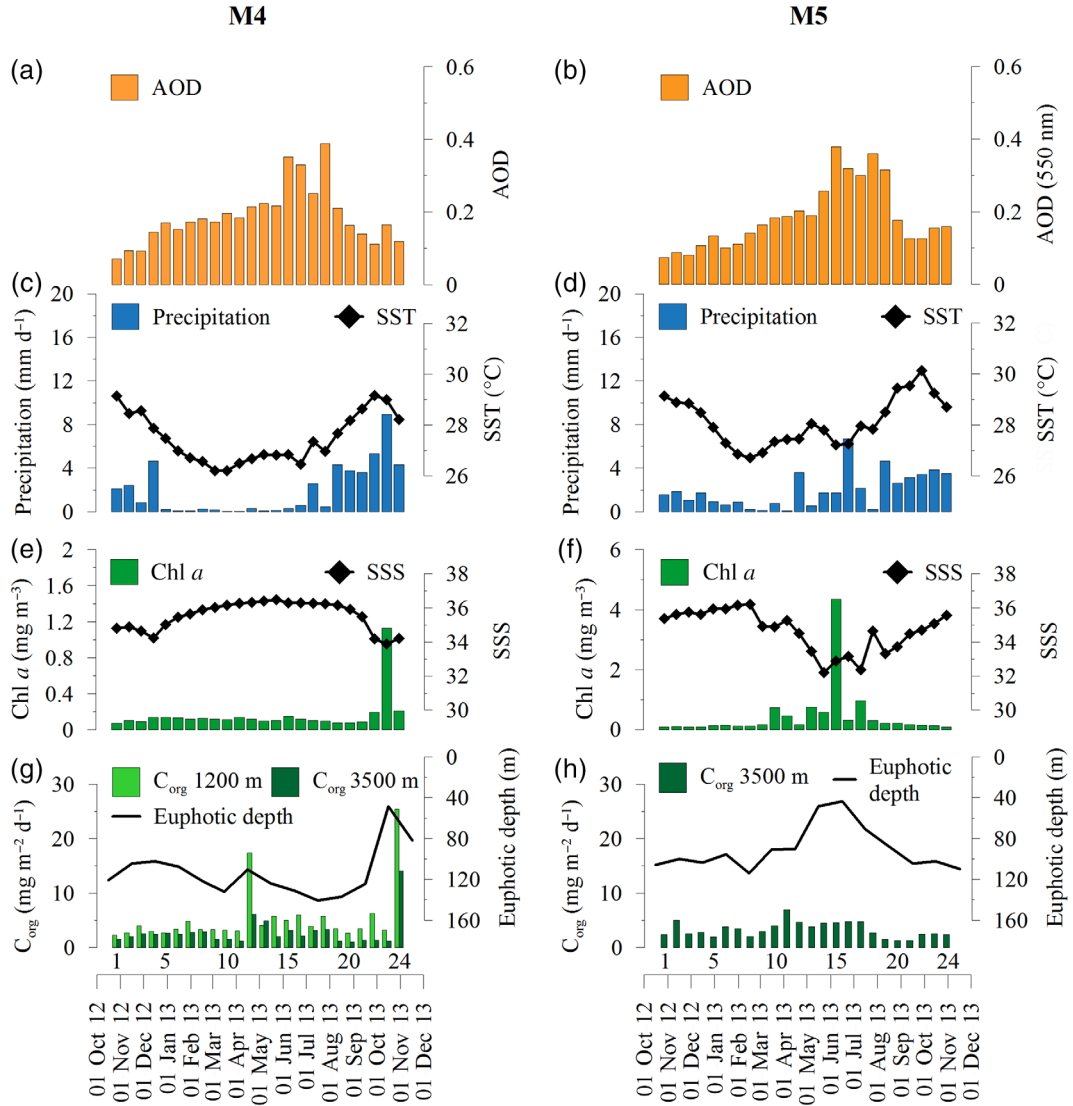 M4
M5
(a)
AOD
0.6
0.4
0.2
0
AOD
(b)
AOD
0.6
0.4
0.2
0
AOD (550 nm)
(c)
Precipitation
SST
20
16
12
8
4
0
Precipitation (mm d⁻¹)
32
30
28
26
SST (°C)
(d)
Precipitation
SST
20
16
12
8
4
0
Precipitation (mm d⁻¹)
32
30
28
26
SST (°C)
(e)
Chl a
SSS
2
1.6
1.2
0.8
0.4
0
Chl a (mg m⁻³)
38
36
34
32
30
SSS
(f)
Chl a
SSS
6
4
2
0
Chl a (mg m⁻³)
38
36
34
32
30
SSS
(g)
C_org 1200 m
C_org 3500 m
Euphotic depth
30
20
10
0
C_org (mg m⁻² d⁻¹)
0
40
80
120
160
Euphotic depth (m)
1 5 10 15 20 24
01 Oct 12
01 Nov 12
01 Dec 12
01 Jan 13
01 Feb 13
01 Mar 13
01 Apr 13
01 May 13
01 Jun 13
01 Jul 13
01 Aug 13
01 Sep 13
01 Oct 13
01 Nov 13
01 Dec 13
(h)
C_org 3500 m
Euphotic
depth
30
20
10
0
C_org (mg m⁻² d⁻¹)
0
40
80
120
160
Euphotic depth (m)
1 5 10 15 20 24
01 Oct 12
01 Nov 12
01 Dec 12
01 Jan 13
01 Feb 13
01 Mar 13
01 Apr 13
01 May 13
01 Jun 13
01 Jul 13
01 Aug 13
01 Sep 13
01 Oct 13
01 Nov 13
01 Dec 13